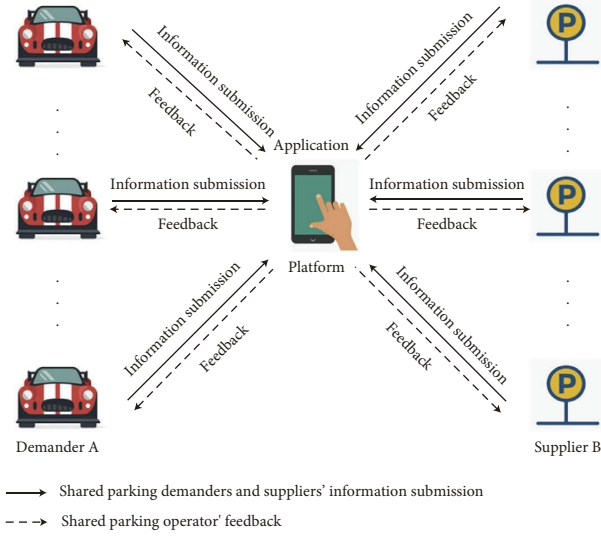 P
P
Information submission
Feedback
Information submission
Feedback
Application
Information submission
Feedback
Information submission
Feedback
P
Platform
Information submission
Feedback
Information submission
Feedback
P
Demander A
Supplier B
Shared parking demanders and suppliers' information submission
Shared parking operator' feedback